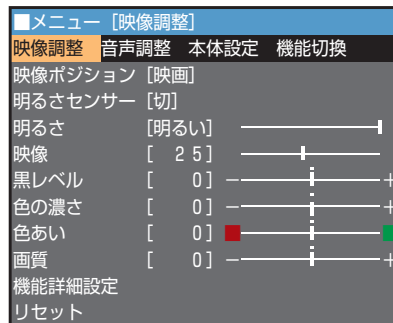 ■メニュー [映像調整]
映像調整 音声調整 本体設定 機能切換
映像ポジション [映画]
明るさセンサー [切]
明るさ [明るい]
映像 [ 25]
黒レベル [ 0] − +
色の濃さ [ 0] − +
色あい [ 0]
画質 [ 0] − +
機能詳細設定
リセット